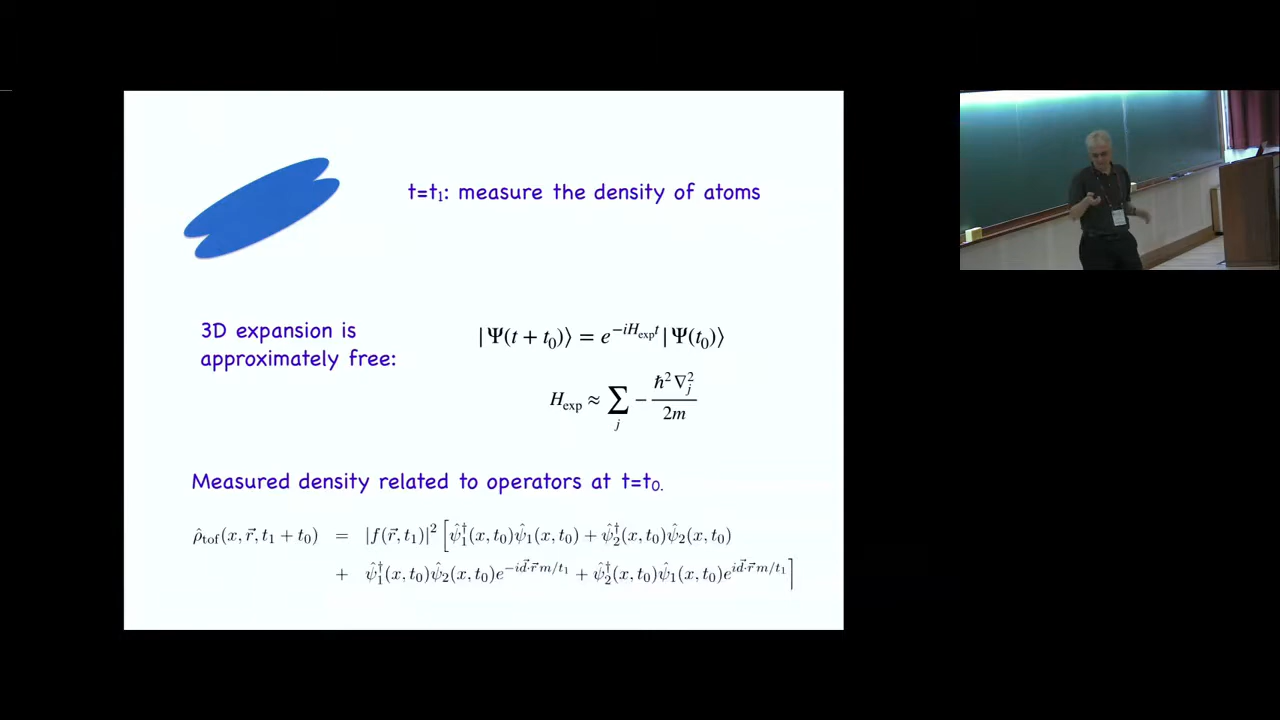 t=t₁: measure the density of atoms
3D expansion is
approximately free:
|Ψ(t + t₀)⟩ = e^{−iH_exp t}|Ψ(t₀)⟩
H_exp ≈ ∑_j − ħ²∇_j² / 2m
Measured density related to operators at t=t₀.
ρ̂_tof(x, r⃗, t₁ + t₀) = |f(r⃗, t₁)|² [ψ̂₁†(x, t₀)ψ̂₁(x, t₀) + ψ̂₂†(x, t₀)ψ̂₂(x, t₀)
+ ψ̂₁†(x, t₀)ψ̂₂(x, t₀)e^{−id⃗·r⃗ m/t₁} + ψ̂₂†(x, t₀)ψ̂₁(x, t₀)e^{id⃗·r⃗ m/t₁}]